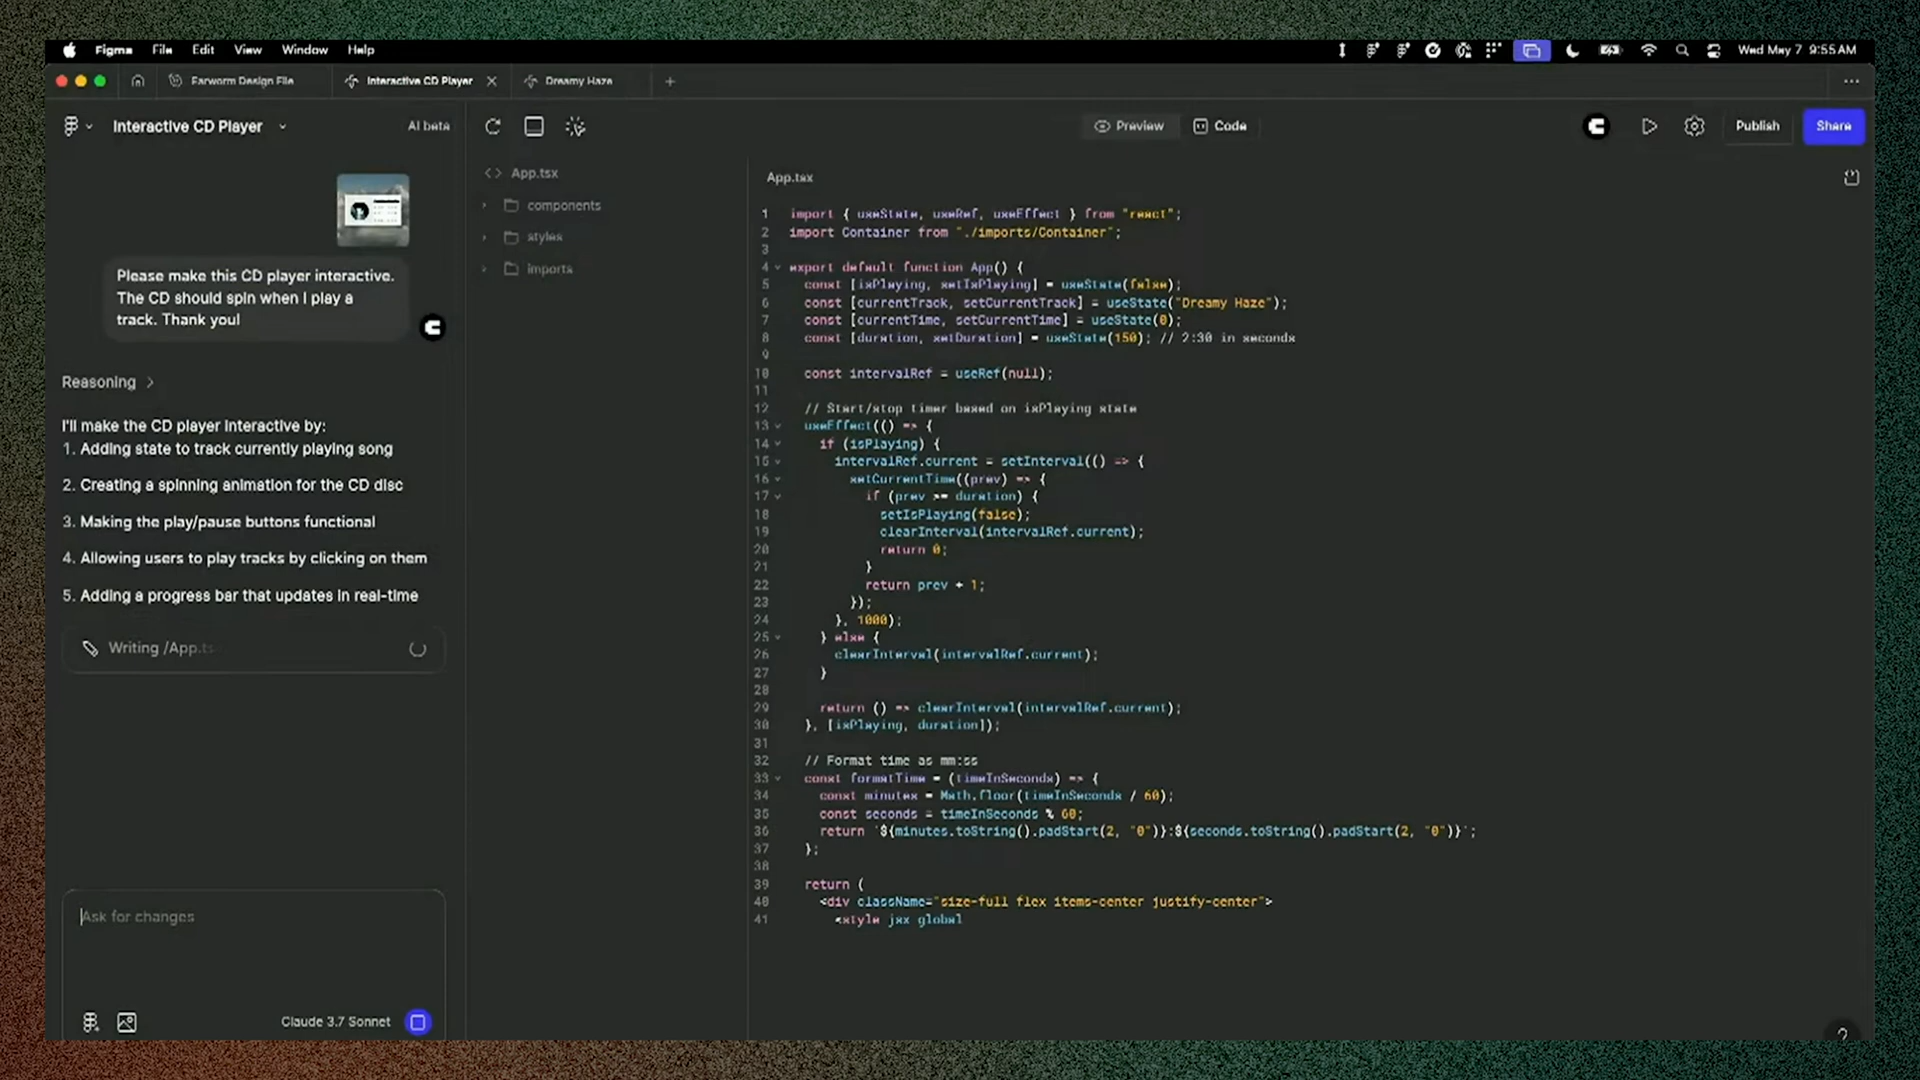 Figma File Edit View Window Help
Wed May 7 9:55 AM
Earworm Design File
Interactive CD Player
Dreamy Haze
Interactive CD Player
AI beta
Preview
Code
Publish
Share
Please make this CD player interactive.
The CD should spin when I play a
track. Thank you!
Reasoning
I'll make the CD player interactive by:
1. Adding state to track currently playing song
2. Creating a spinning animation for the CD disc
3. Making the play/pause buttons functional
4. Allowing users to play tracks by clicking on them
5. Adding a progress bar that updates in real-time
Writing /App.ts
Ask for changes
Claude 3.7 Sonnet
App.tsx
components
styles
imports
App.tsx
1 import { useState, useRef, useEffect } from "react";
2 import Container from "./imports/Container";
3
4 export default function App() {
5 const [isPlaying, setIsPlaying] = useState(false);
6 const [currentTrack, setCurrentTrack] = useState("Dreamy Haze");
7 const [currentTime, setCurrentTime] = useState(0);
8 const [duration, setDuration] = useState(150); // 2:30 in seconds
9
10 const intervalRef = useRef(null);
11
12 // Start/stop timer based on isPlaying state
13 useEffect(() => {
14 if (isPlaying) {
15 intervalRef.current = setInterval(() => {
16 setCurrentTime((prev) => {
17 if (prev >= duration) {
18 setIsPlaying(false);
19 clearInterval(intervalRef.current);
20 return 0;
21 }
22 return prev + 1;
23 });
24 }, 1000);
25 } else {
26 clearInterval(intervalRef.current);
27 }
28
29 return () => clearInterval(intervalRef.current);
30 }, [isPlaying, duration]);
31
32 // Format time as mm:ss
33 const formatTime = (timeInSeconds) => {
34 const minutes = Math.floor(timeInSeconds / 60);
35 const seconds = timeInSeconds % 60;
36 return `${minutes.toString().padStart(2, "0")}:${seconds.toString().padStart(2, "0")}`;
37 };
38
39 return (
40 <div className="size-full flex items-center justify-center">
41 <style jsx global
?